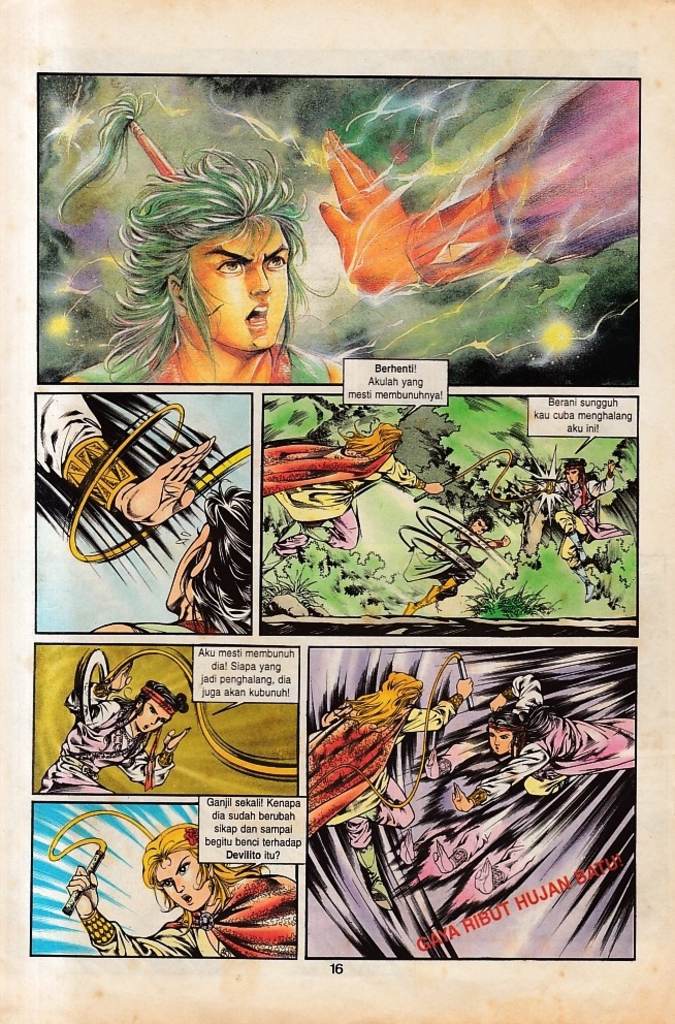 Berhenti!
Akulah yang
mesti membunuhnya!
Berani sungguh
kau cuba menghalang
aku ini!
Aku mesti membunuh
dia! Siapa yang
jadi penghalang, dia
juga akan kubunuh!
Ganjil sekali! Kenapa
dia sudah berubah
sikap dan sampai
begitu benci terhadap
Devilito itu?
GAYA RIBUT HUJAN BATU!
16